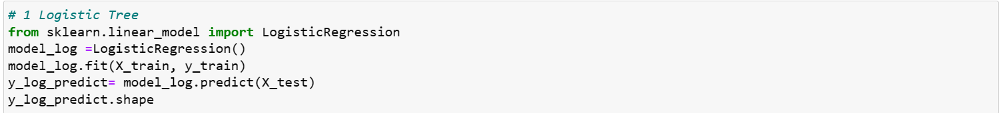 # 1 Logistic Tree
from sklearn.linear_model import LogisticRegression
model_log =LogisticRegression()
model_log.fit(X_train, y_train)
y_log_predict= model_log.predict(X_test)
y_log_predict.shape